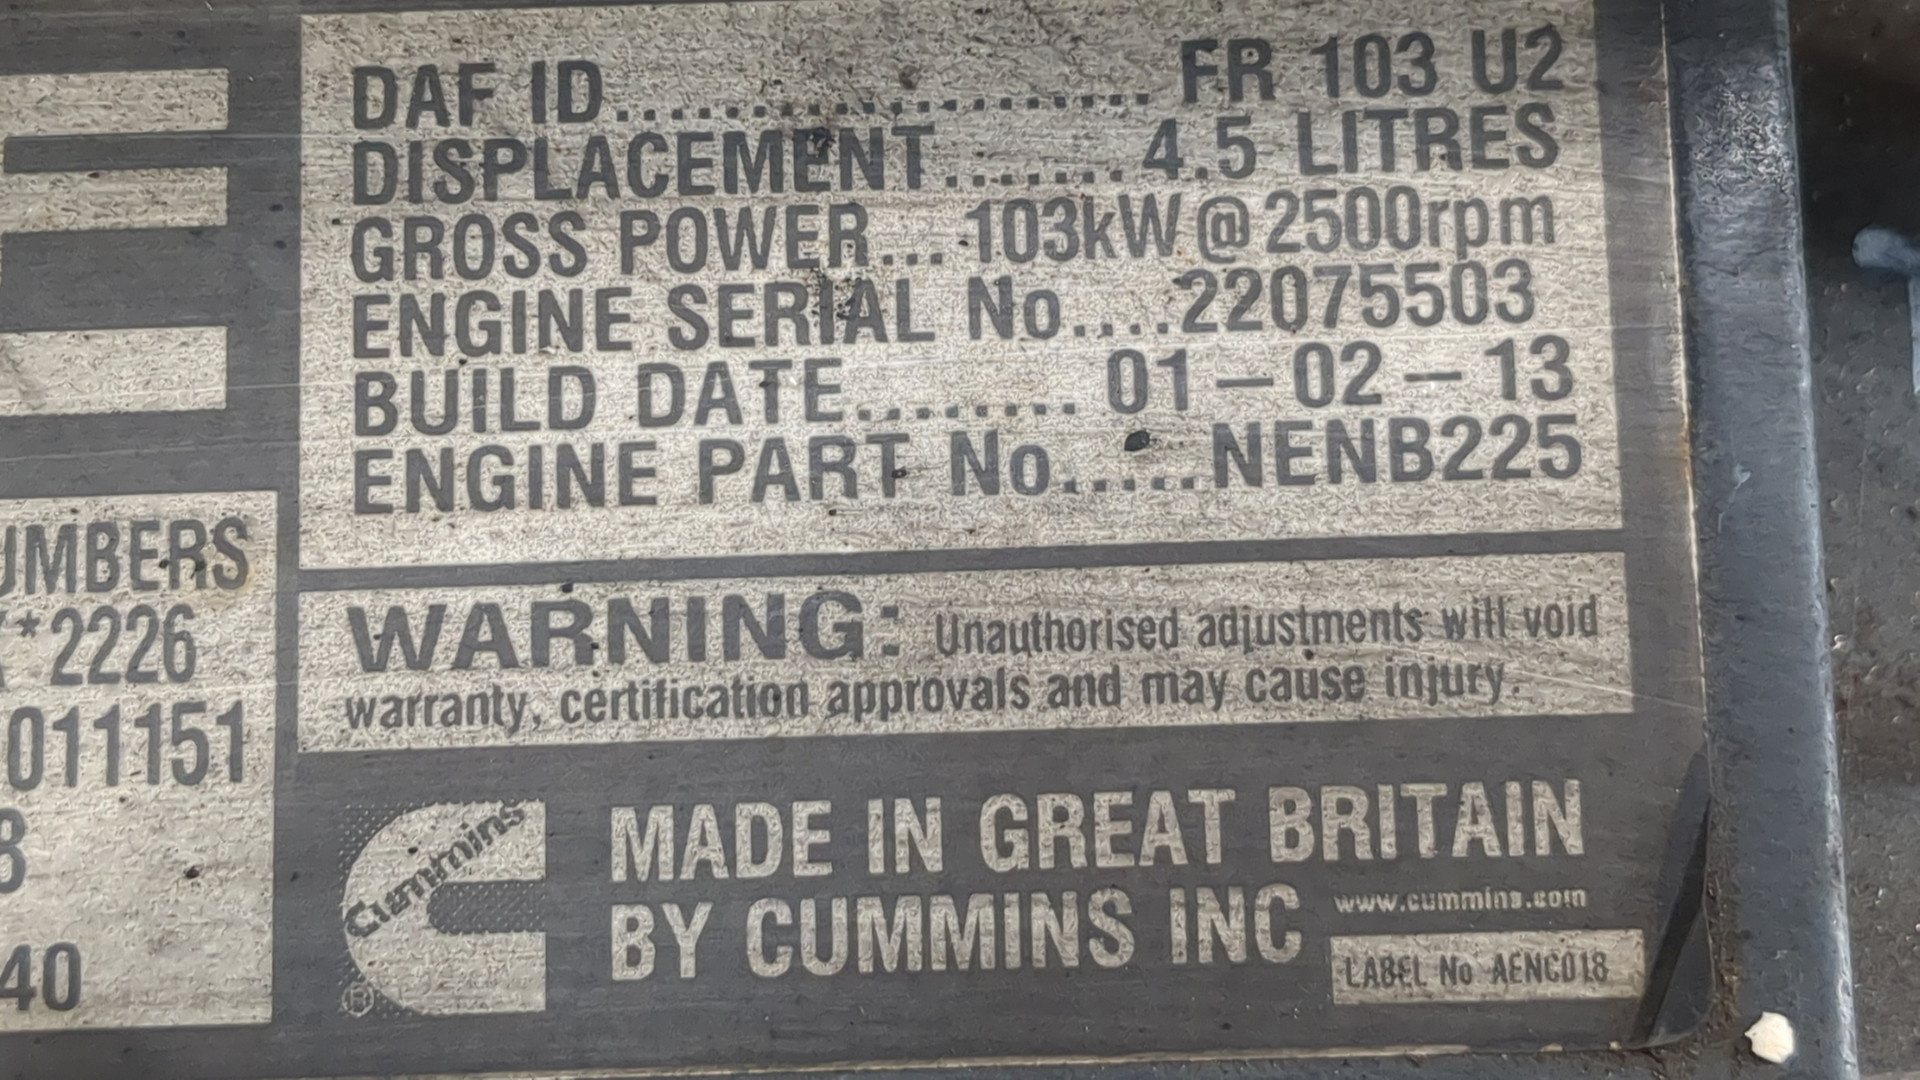 DAF ID..................... FR 103 U2
DISPLACEMENT.......4.5 LITRES
GROSS POWER...103kW@2500rpm
ENGINE SERIAL No....22075503
BUILD DATE........ 01-02-13
ENGINE PART No.....NENB225
UMBERS
*2226
011151
8
40
WARNING: Unauthorised adjustments will void
warranty, certification approvals and may cause injury.
Cummins
®
MADE IN GREAT BRITAIN
BY CUMMINS INC
www.cummins.com
LABEL No AENC018